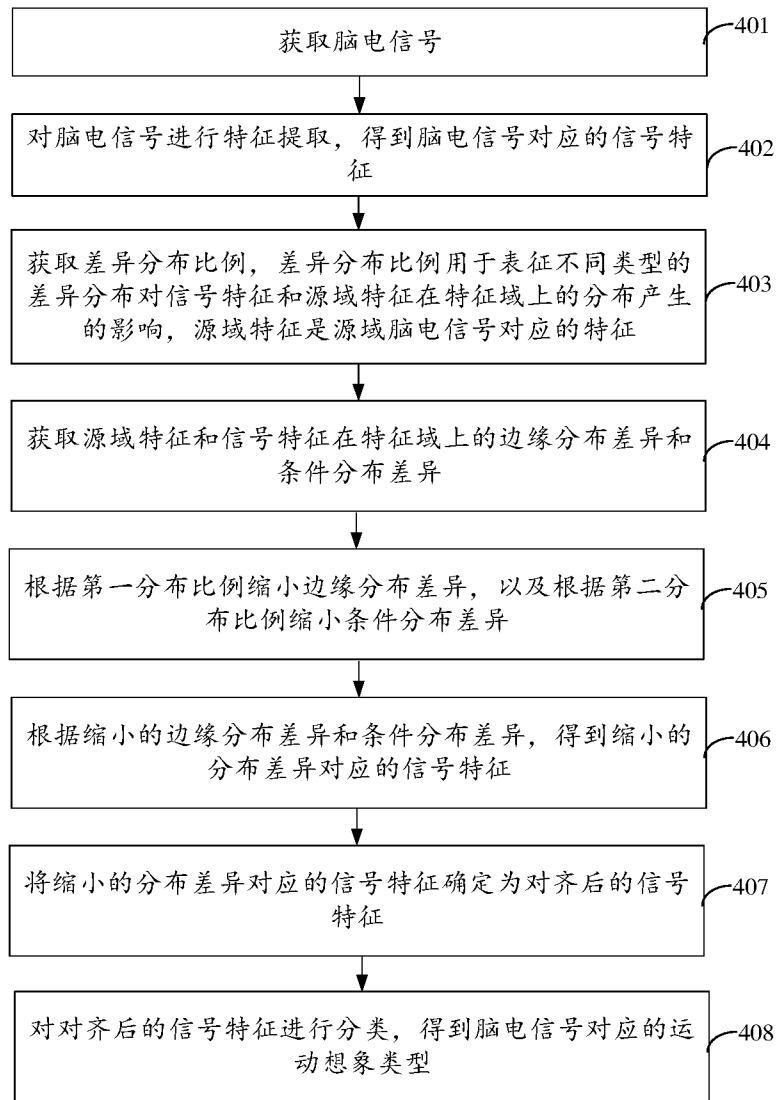 获取脑电信号
401
对脑电信号进行特征提取，得到脑电信号对应的信号特
征
402
获取差异分布比例，差异分布比例用于表征不同类型的
差异分布对信号特征和源域特征在特征域上的分布产生
的影响，源域特征是源域脑电信号对应的特征
403
获取源域特征和信号特征在特征域上的边缘分布差异和
条件分布差异
404
根据第一分布比例缩小边缘分布差异，以及根据第二分
布比例缩小条件分布差异
405
根据缩小的边缘分布差异和条件分布差异，得到缩小的
分布差异对应的信号特征
406
将缩小的分布差异对应的信号特征确定为对齐后的信号
特征
407
对对齐后的信号特征进行分类，得到脑电信号对应的运
动想象类型
408